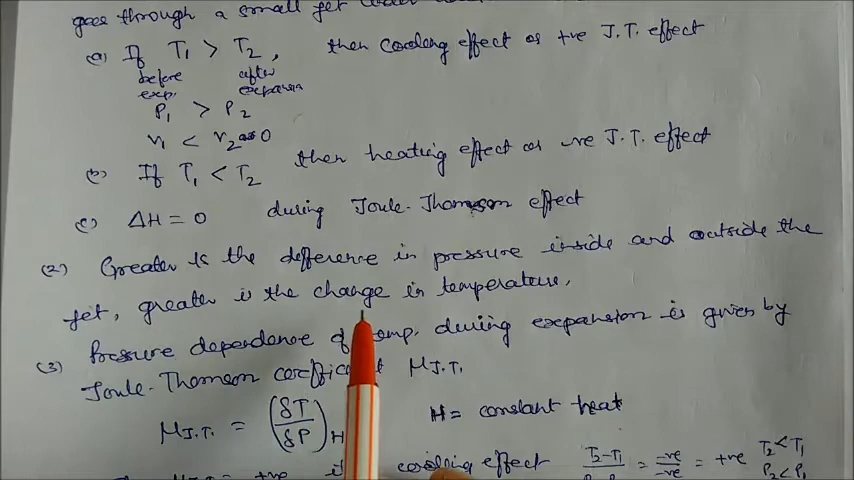 goes through a small jet
(a) If T₁ > T₂, then cooling effect or +ve J.T. effect
before exp. after expansion
P₁ > P₂
V₁ < V₂
(b) If T₁ < T₂ then heating effect or -ve J.T. effect
(c) ΔH = 0 during Joule-Thomson effect
(2) Greater is the difference in pressure inside and outside the
jet, greater is the change in temperature.
(3) Pressure dependence of temp. during expansion is given by
Joule-Thomson coefficient μJ.T.
μJ.T. = (δT/δP)H H = constant heat
+ve cooling effect T₂-T₁ = -ve/-ve = +ve T₂<T₁
P₂<P₁